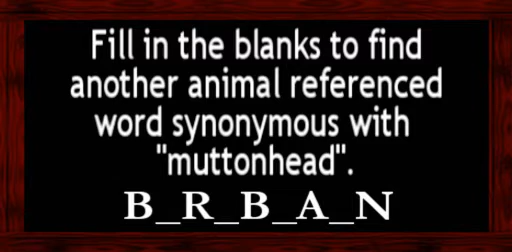 Fill in the blanks to find
another animal referenced
word synonymous with
"muttonhead".
B_R_B_A_N